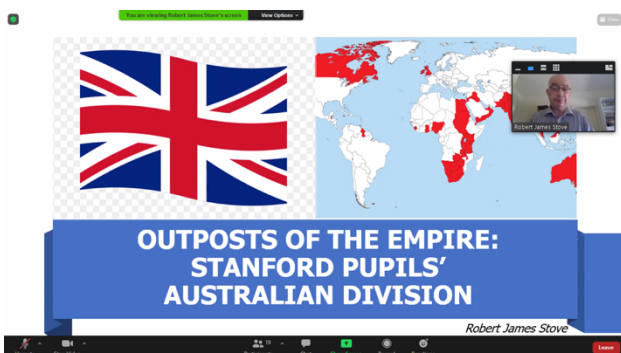 You are viewing Robert James Stove's screen
View Options
View
Robert James Stove
OUTPOSTS OF THE EMPIRE:
STANFORD PUPILS'
AUSTRALIAN DIVISION
Robert James Stove
19
Leave